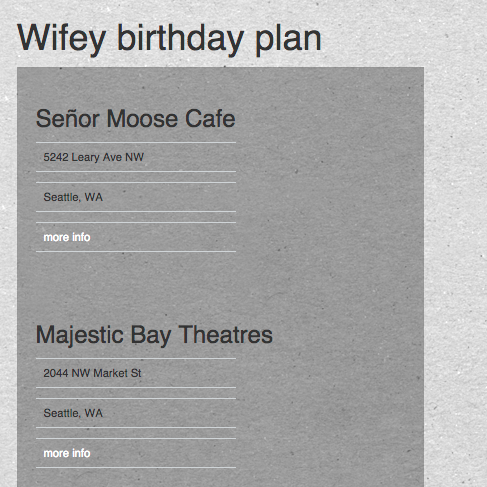 Wifey birthday plan
Señor Moose Cafe
5242 Leary Ave NW
Seattle, WA
more info
Majestic Bay Theatres
2044 NW Market St
Seattle, WA
more info